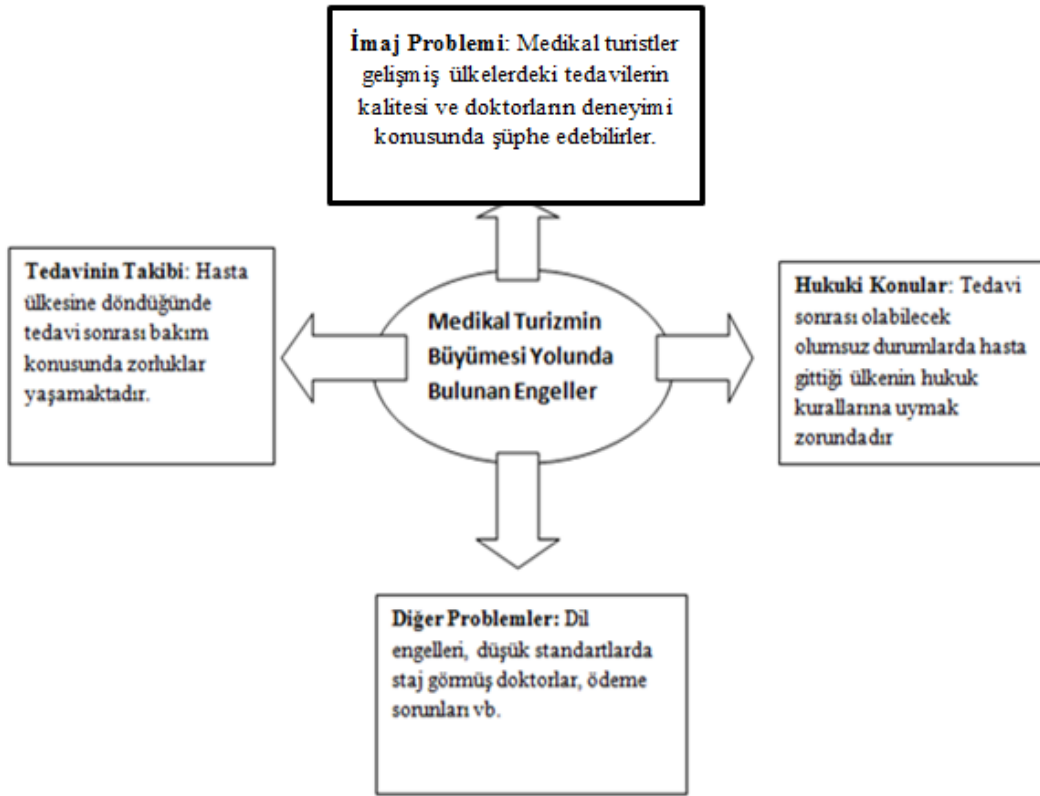 İmaj Problemi: Medikal turistler
gelişmiş ülkelerdeki tedavilerin
kalitesi ve doktorların deneyimi
konusunda şüphe edebilirler.
Tedavinin Takibi: Hasta
ülkesine döndüğünde
tedavi sonrası bakım
konusunda zorluklar
yaşamaktadır.
Medikal Turizmin
Büyümesi Yolunda
Bulunan Engeller
Hukuki Konular: Tedavi
sonrası olabilecek
olumsuz durumlarda hasta
gittiği ülkenin hukuk
kurallarına uymak
zorundadır
Diğer Problemler: Dil
engelleri, düşük standartlarda
staj görmüş doktorlar, ödeme
sorunları vb.